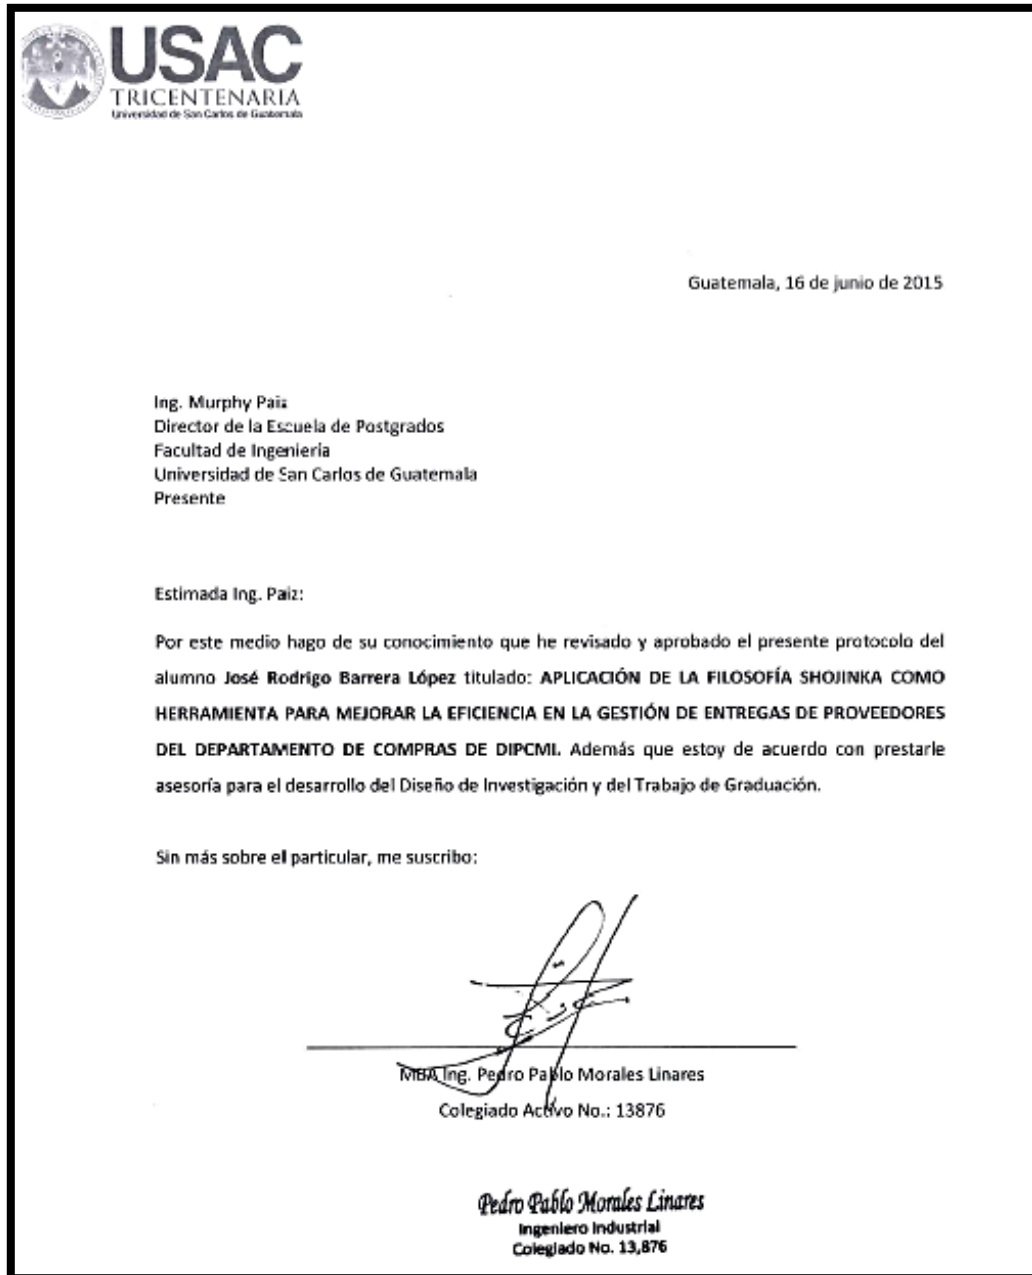 USAC
TRICENTENARIA
Universidad de San Carlos de Guatemala
Guatemala, 16 de junio de 2015
Ing. Murphy Paiz
Director de la Escuela de Postgrados
Facultad de Ingeniería
Universidad de San Carlos de Guatemala
Presente
Estimada Ing. Paiz:
Por este medio hago de su conocimiento que he revisado y aprobado el presente protocolo del
alumno José Rodrigo Barrera López titulado: APLICACIÓN DE LA FILOSOFÍA SHOJINKA COMO
HERRAMIENTA PARA MEJORAR LA EFICIENCIA EN LA GESTIÓN DE ENTREGAS DE PROVEEDORES
DEL DEPARTAMENTO DE COMPRAS DE DIPCMI. Además que estoy de acuerdo con prestarle
asesoría para el desarrollo del Diseño de Investigación y del Trabajo de Graduación.
Sin más sobre el particular, me suscribo:
MBA Ing. Pedro Pablo Morales Linares
Colegiado Activo No.: 13876
Pedro Pablo Morales Linares
Ingeniero Industrial
Colegiado No. 13,876